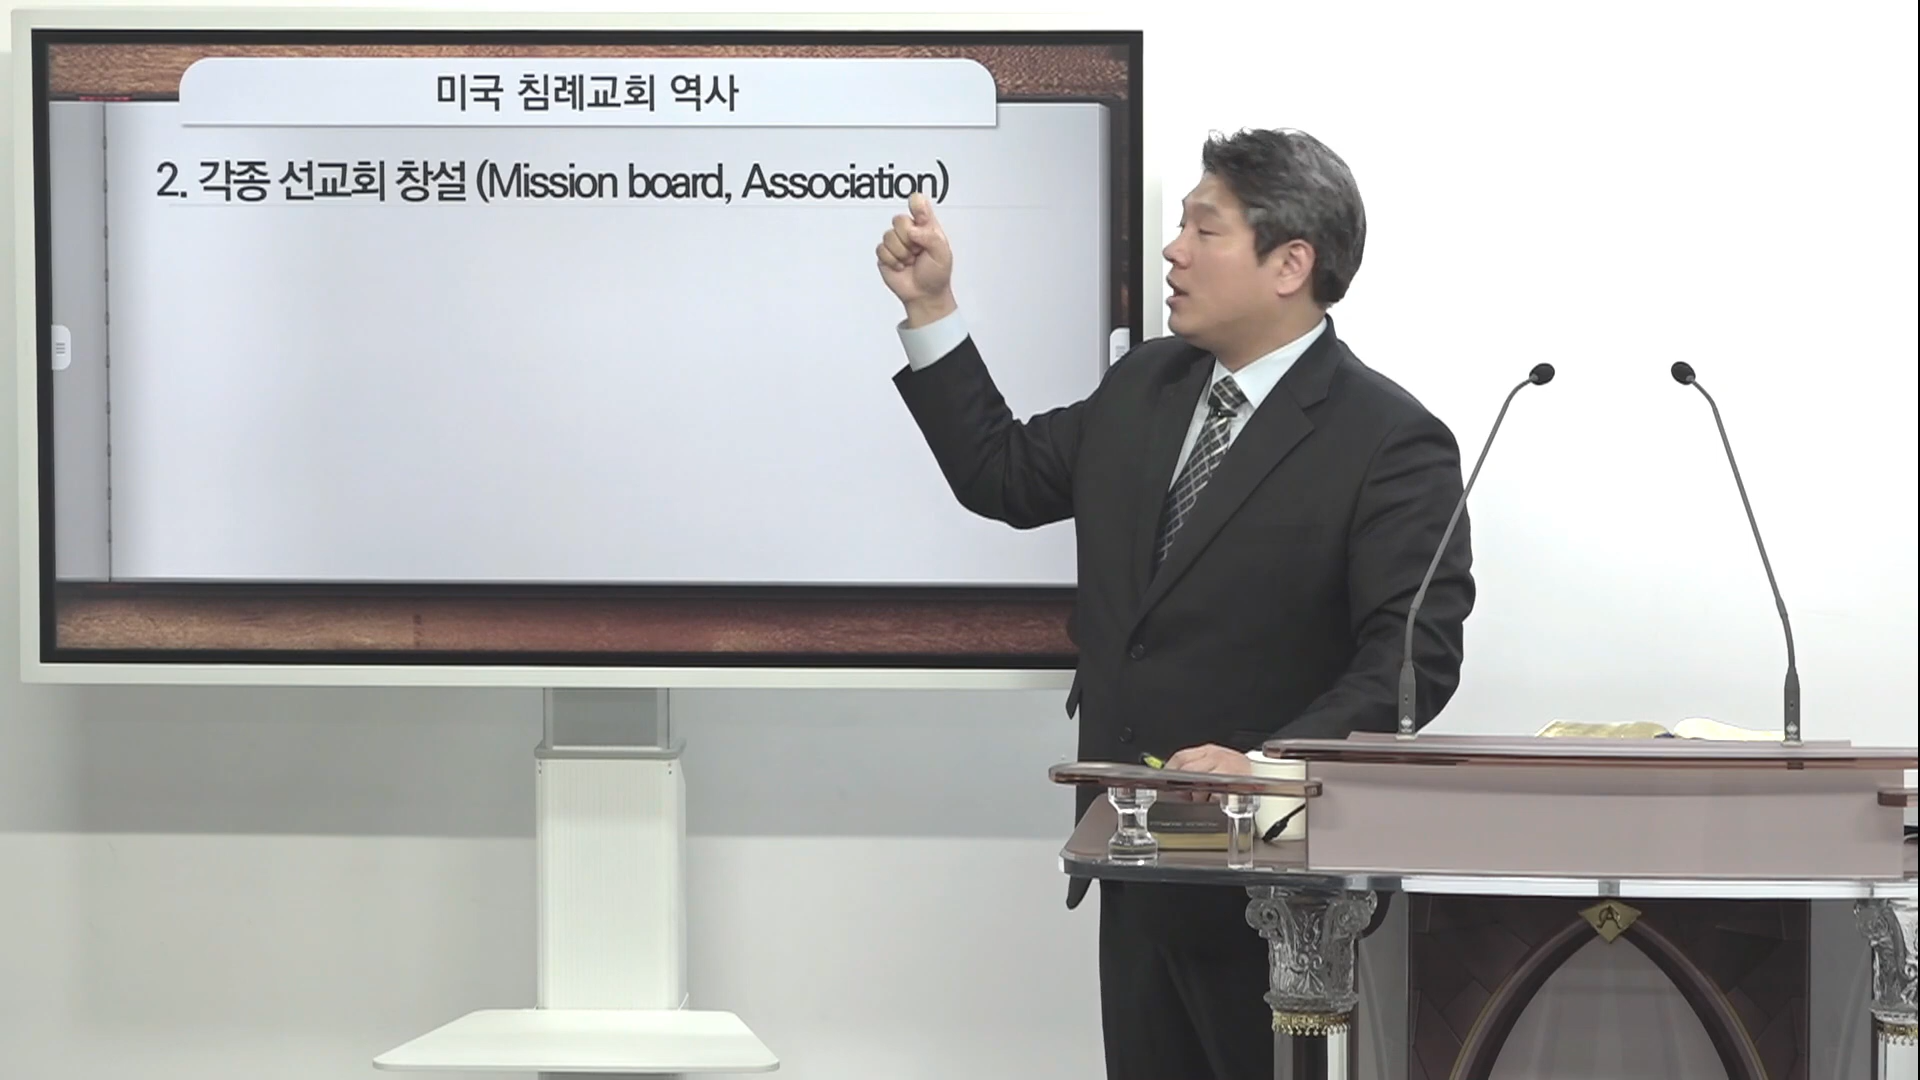 미국 침례교회 역사
2. 각종 선교회 창설 (Mission board, Association)